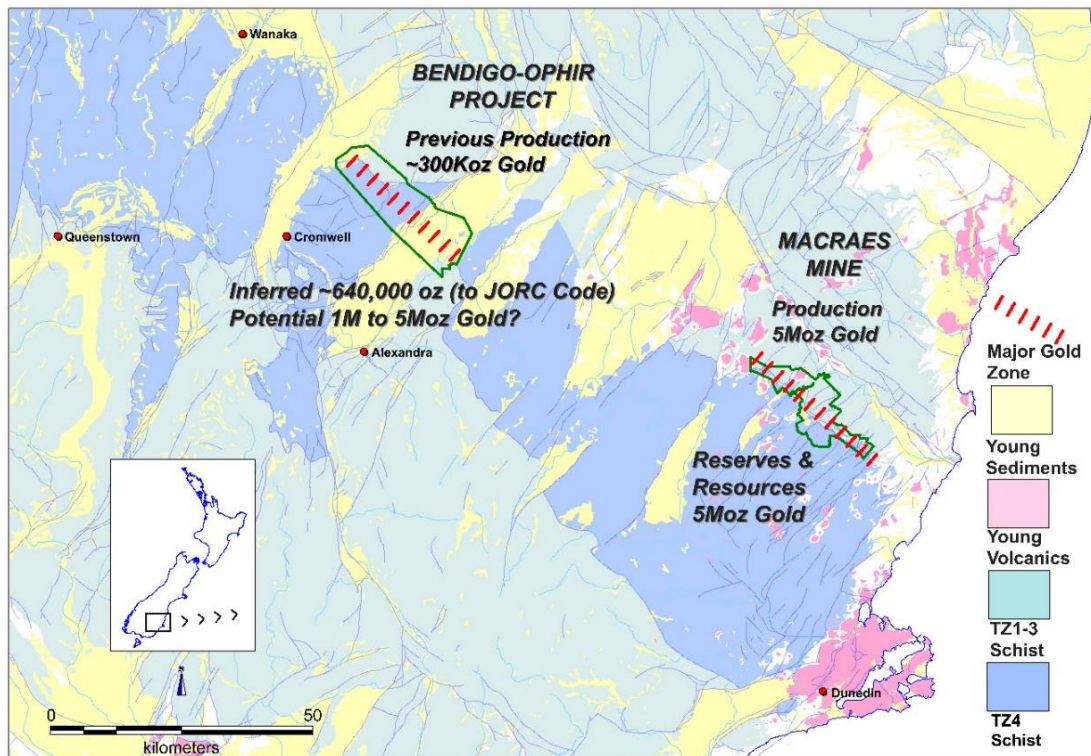 Wanaka
BENDIGO-OPHIR
PROJECT
Previous Production
~300Koz Gold
Queenstown
Cromwell
Inferred ~640,000 oz (to JORC Code)
Potential 1M to 5Moz Gold?
Alexandra
MACRAES
MINE
Production
5Moz Gold
Reserves &
Resources
5Moz Gold
Dunedin
Major Gold
Zone
Young
Sediments
Young
Volcanics
TZ1-3
Schist
TZ4
Schist
N
0 50
kilometers